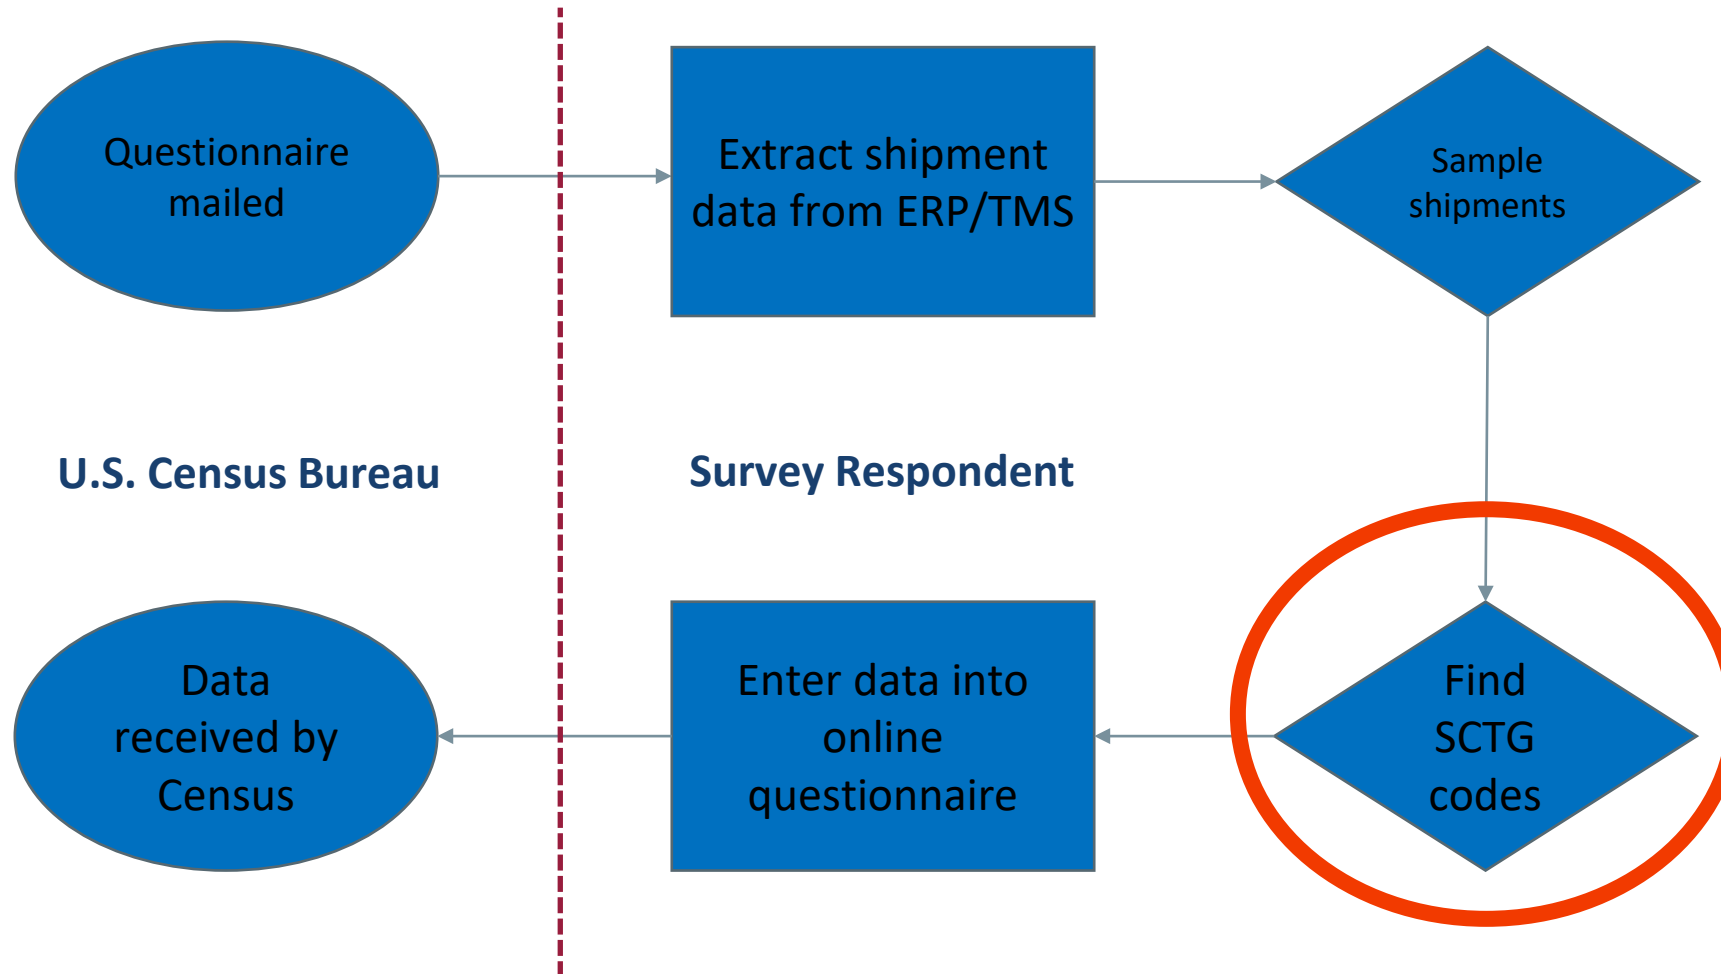 Questionnaire
mailed
Extract shipment
data from ERP/TMS
Sample
shipments
U.S. Census Bureau
Survey Respondent
Data
received by
Census
Enter data into
online
questionnaire
Find
SCTG
codes